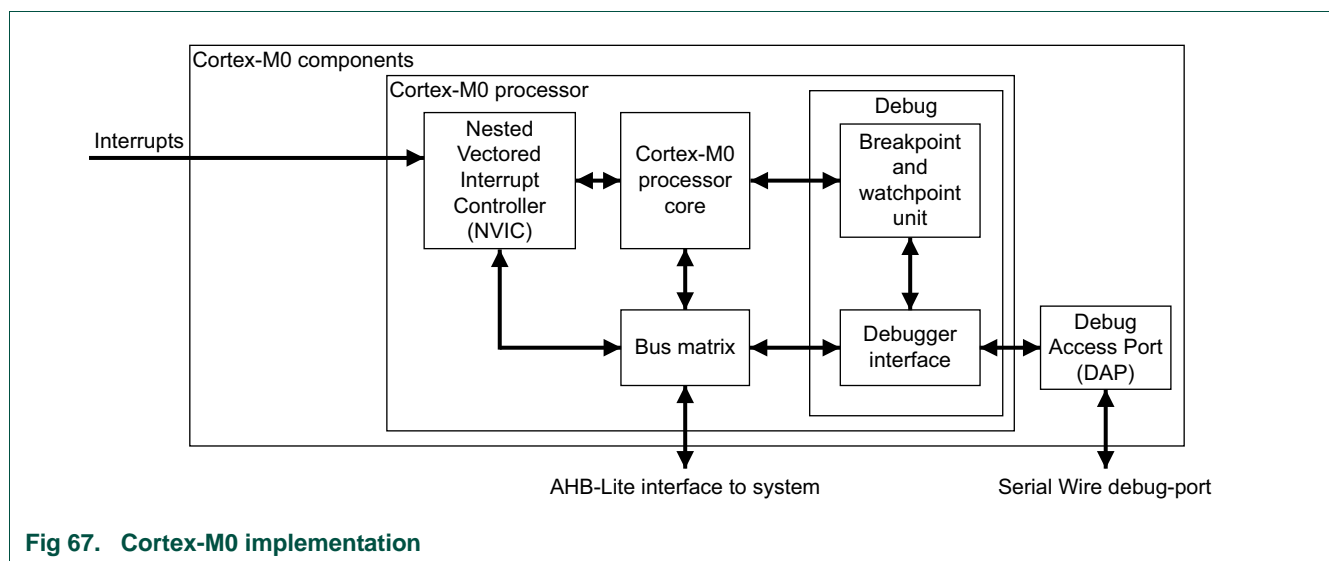 Cortex-M0 components
Cortex-M0 processor
Debug
Interrupts
Nested
Vectored
Interrupt
Controller
(NVIC)
Cortex-M0
processor
core
Breakpoint
and
watchpoint
unit
Bus matrix
Debugger
interface
Debug
Access Port
(DAP)
AHB-Lite interface to system
Serial Wire debug-port
Fig 67. Cortex-M0 implementation